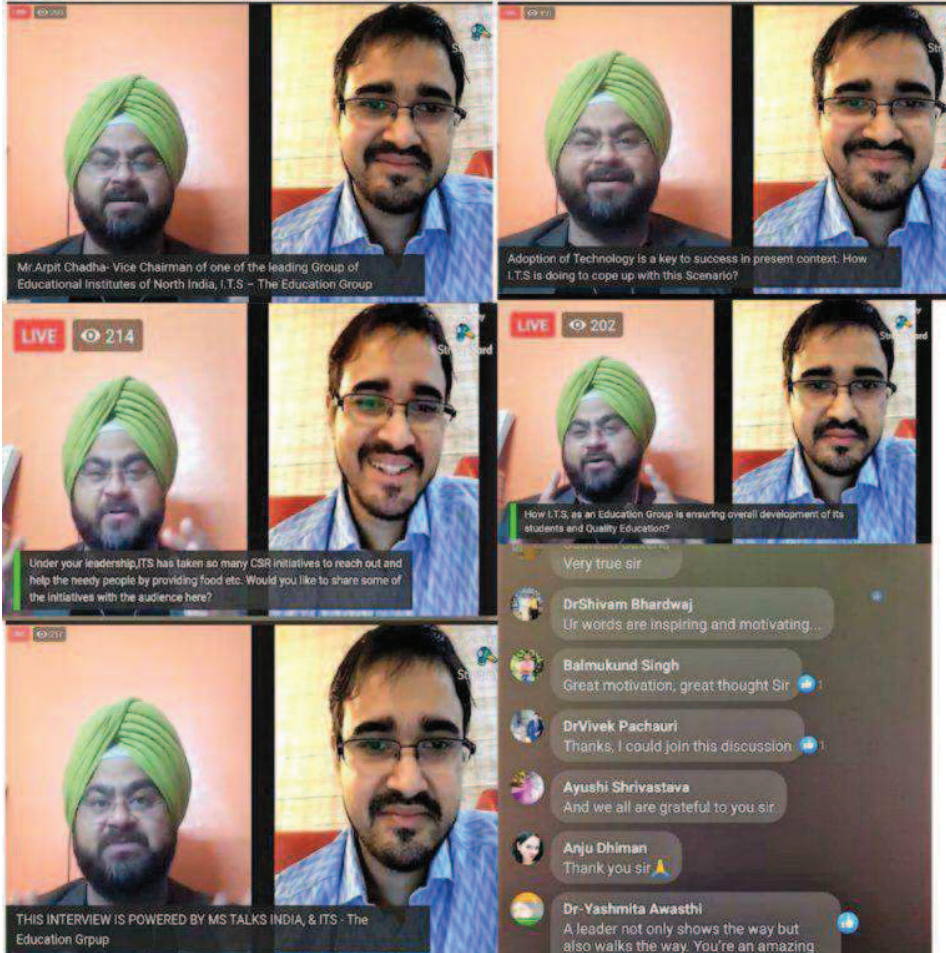 Mr.Arpit Chadha- Vice Chairman of one of the leading Group of
Educational Institutes of North India, I.T.S – The Education Group
Adoption of Technology is a key to success in present context. How
I.T.S is doing to cope up with this Scenario?
LIVE 214
Under your leadership,ITS has taken so many CSR initiatives to reach out and
help the needy people by providing food etc. Would you like to share some
of the initiatives with the audience here?
LIVE 202
How I.T.S, as an Education Group is ensuring overall development of its
students and Quality Education?
THIS INTERVIEW IS POWERED BY MS TALKS INDIA, & ITS - The
Education Grpup
Very true sir
DrShivam Bhardwaj
Ur words are inspiring and motivating...
Balmukund Singh
Great motivation, great thought Sir 1
DrVivek Pachauri
Thanks, I could join this discussion 1
Ayushi Shrivastava
And we all are grateful to you sir
Anju Dhiman
Thank you sir🙏
Dr-Yashmita Awasthi
A leader not only shows the way but
also walks the way. You're an amazing